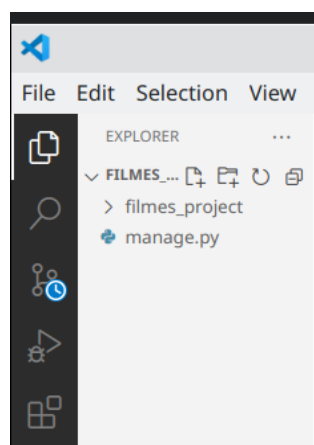 File Edit Selection View
EXPLORER ...
FILMES_...
filmes_project
manage.py